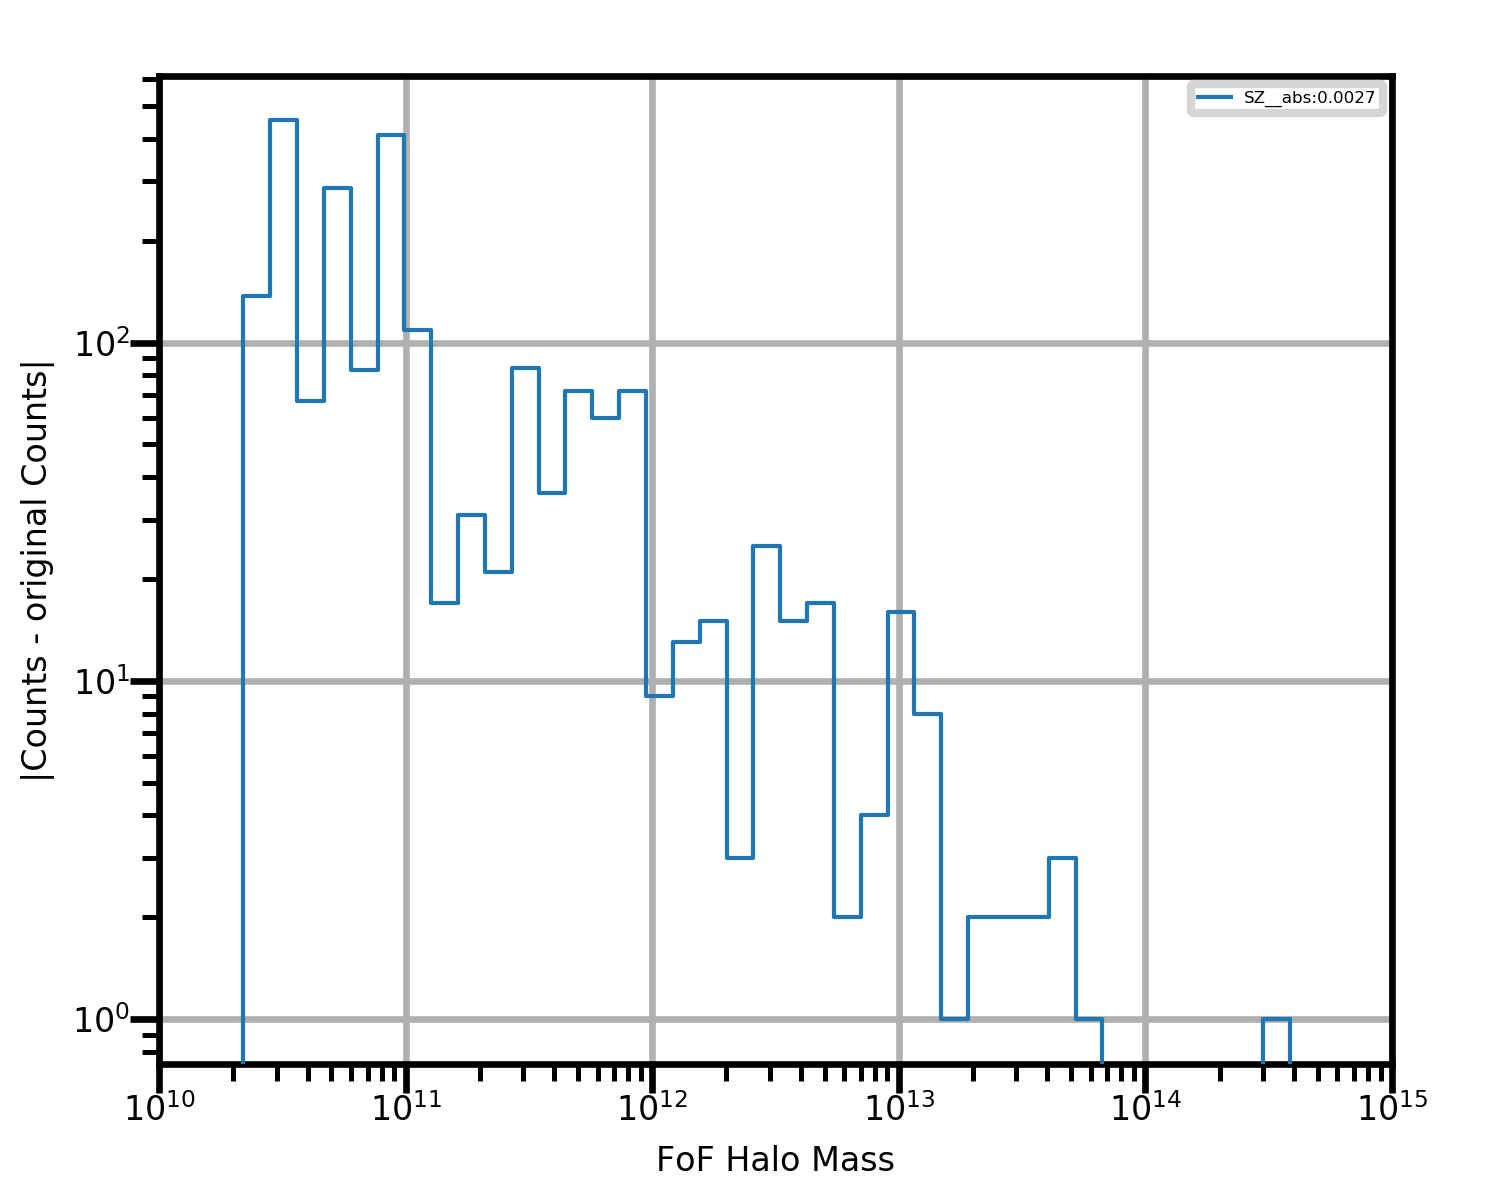 SZ__abs:0.0027
|Counts - original Counts|
10²
10¹
10⁰
10¹⁰ 10¹¹ 10¹² 10¹³ 10¹⁴ 10¹⁵
FoF Halo Mass